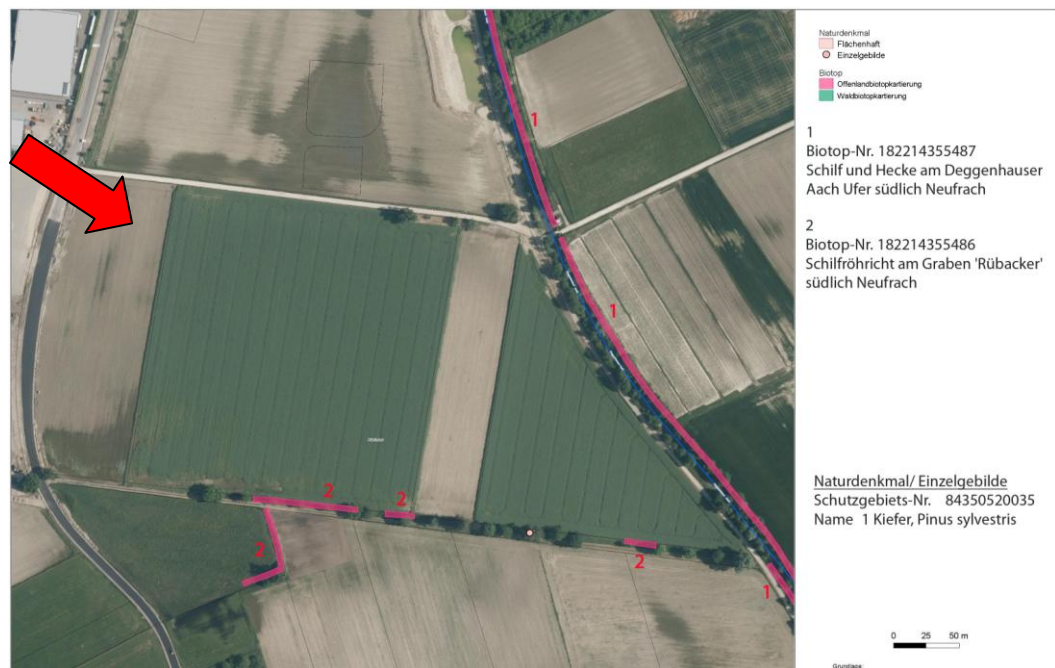 Naturdenkmal
Flächenhaft
Einzelgebilde
Biotop
Offenlandbiotopkartierung
Waldbiotopkartierung
1
Biotop-Nr. 182214355487
Schilf und Hecke am Deggenhauser
Aach Ufer südlich Neufrach
2
Biotop-Nr. 182214355486
Schilfröhricht am Graben 'Rübacker'
südlich Neufrach
Naturdenkmal/ Einzelgebilde
Schutzgebiets-Nr. 84350520035
Name 1 Kiefer, Pinus sylvestris
0 25 50 m
Grundlage:
1
1
2
2
2
2
1